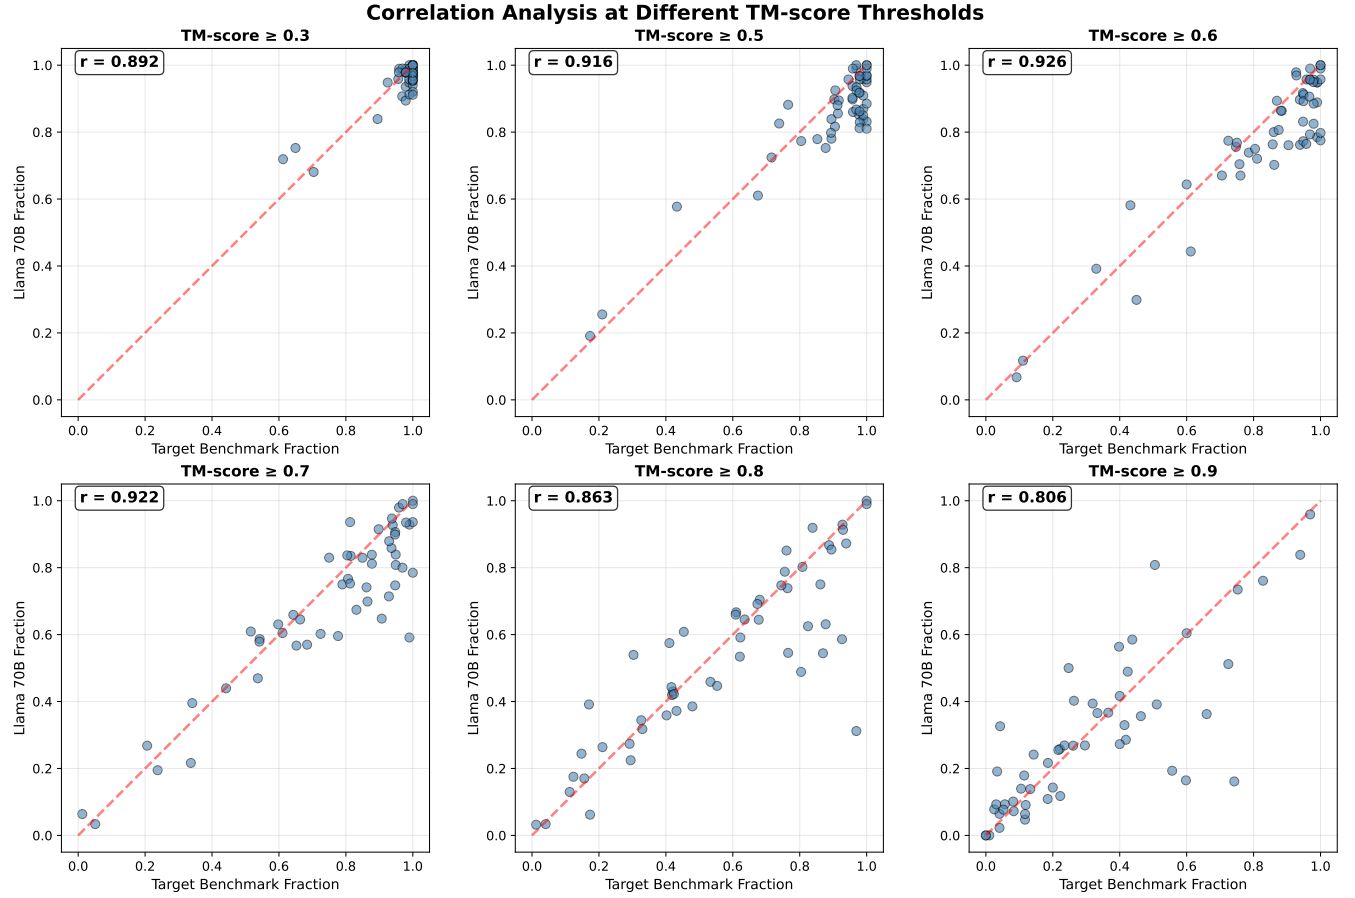 Correlation Analysis at Different TM-score Thresholds
TM-score ≥ 0.3
r = 0.892
1.0
0.8
0.6
0.4
0.2
0.0
Llama 70B Fraction
0.0 0.2 0.4 0.6 0.8 1.0
Target Benchmark Fraction
TM-score ≥ 0.5
r = 0.916
1.0
0.8
0.6
0.4
0.2
0.0
Llama 70B Fraction
0.0 0.2 0.4 0.6 0.8 1.0
Target Benchmark Fraction
TM-score ≥ 0.6
r = 0.926
1.0
0.8
0.6
0.4
0.2
0.0
Llama 70B Fraction
0.0 0.2 0.4 0.6 0.8 1.0
Target Benchmark Fraction
TM-score ≥ 0.7
r = 0.922
1.0
0.8
0.6
0.4
0.2
0.0
Llama 70B Fraction
0.0 0.2 0.4 0.6 0.8 1.0
Target Benchmark Fraction
TM-score ≥ 0.8
r = 0.863
1.0
0.8
0.6
0.4
0.2
0.0
Llama 70B Fraction
0.0 0.2 0.4 0.6 0.8 1.0
Target Benchmark Fraction
TM-score ≥ 0.9
r = 0.806
1.0
0.8
0.6
0.4
0.2
0.0
Llama 70B Fraction
0.0 0.2 0.4 0.6 0.8 1.0
Target Benchmark Fraction